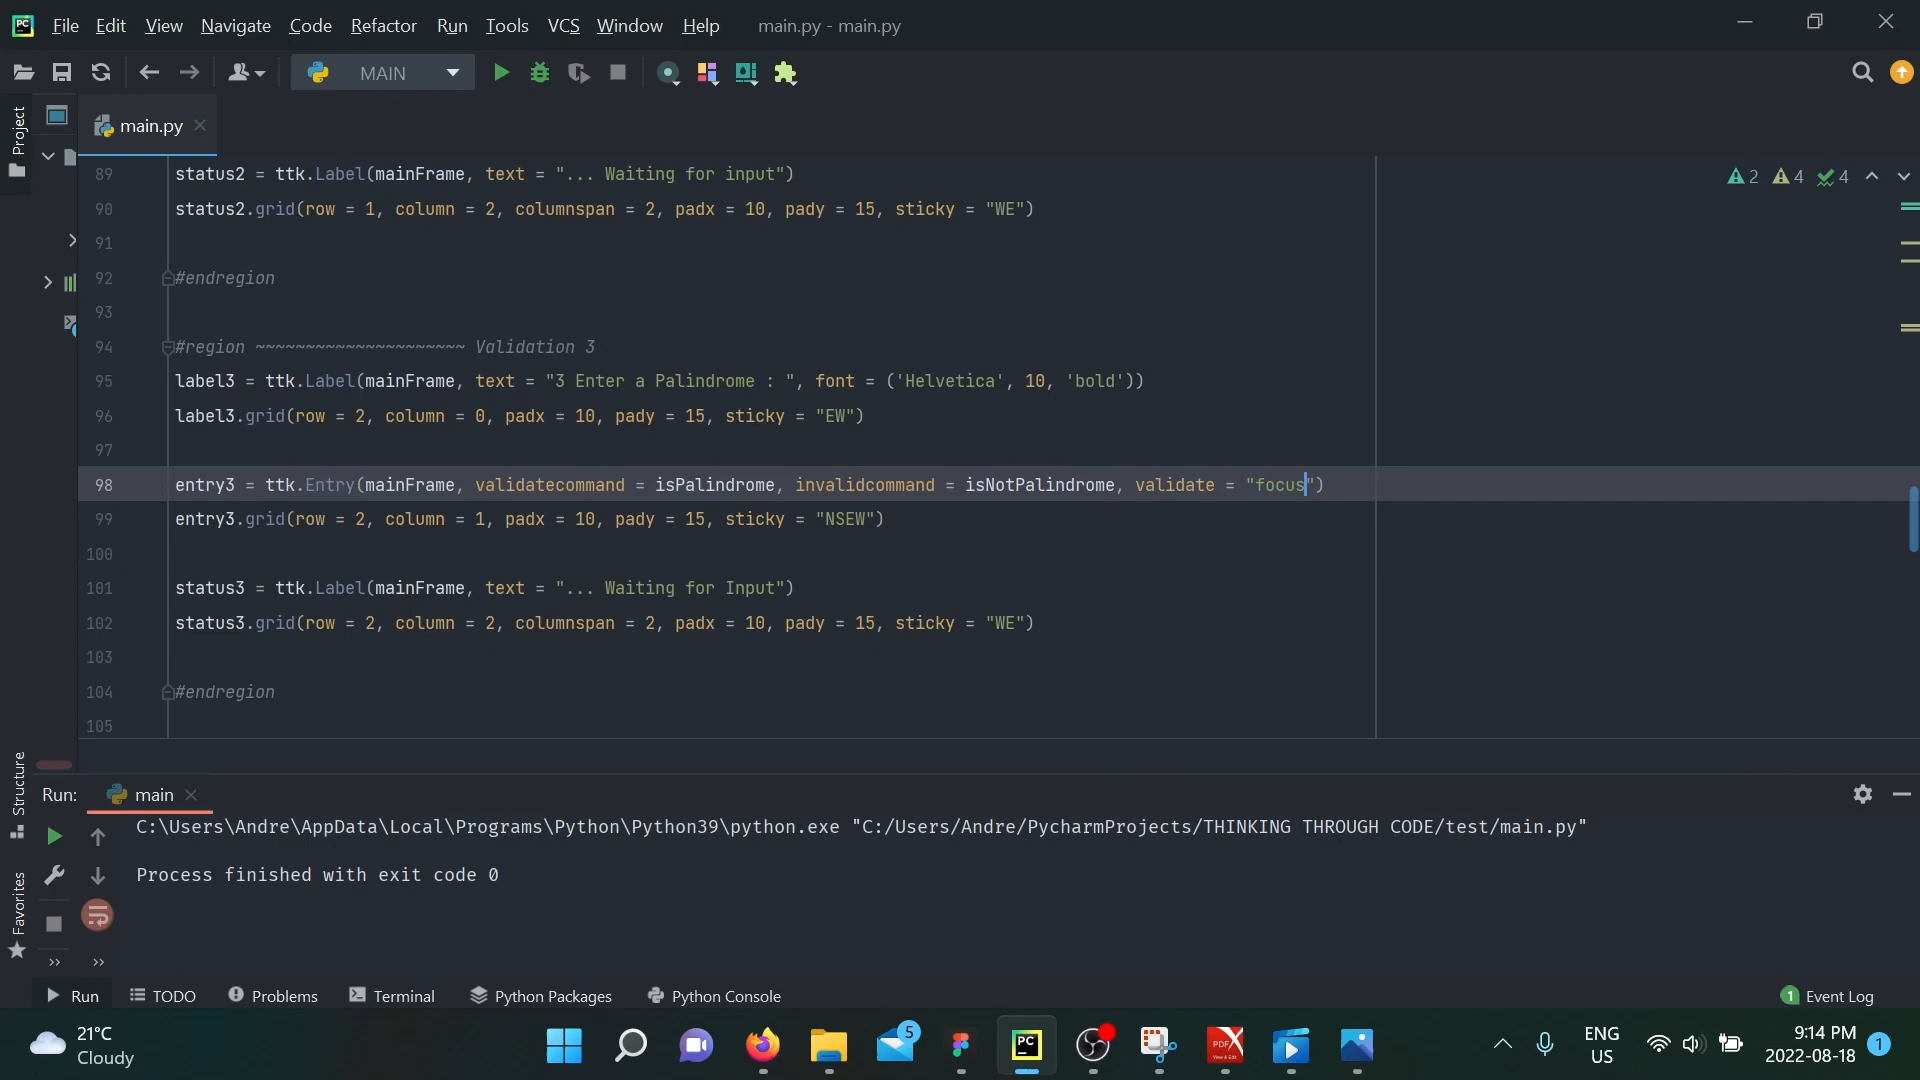 File Edit View Navigate Code Refactor Run Tools VCS Window Help main.py - main.py
MAIN
Project
main.py
89 status2 = ttk.Label(mainFrame, text = "... Waiting for input")
2 4 4
90 status2.grid(row = 1, column = 2, columnspan = 2, padx = 10, pady = 15, sticky = "WE")
91
92 #endregion
93
94 #region ~~~~~~~~~~~~~~~~~~~~~ Validation 3
95 label3 = ttk.Label(mainFrame, text = "3 Enter a Palindrome : ", font = ('Helvetica', 10, 'bold'))
96 label3.grid(row = 2, column = 0, padx = 10, pady = 15, sticky = "EW")
97
98 entry3 = ttk.Entry(mainFrame, validatecommand = isPalindrome, invalidcommand = isNotPalindrome, validate = "focus")
99 entry3.grid(row = 2, column = 1, padx = 10, pady = 15, sticky = "NSEW")
100
101 status3 = ttk.Label(mainFrame, text = "... Waiting for Input")
102 status3.grid(row = 2, column = 2, columnspan = 2, padx = 10, pady = 15, sticky = "WE")
103
104 #endregion
105
Structure
Favorites
Run: main
C:\Users\Andre\AppData\Local\Programs\Python\Python39\python.exe "C:/Users/Andre/PycharmProjects/THINKING THROUGH CODE/test/main.py"
Process finished with exit code 0
Run TODO Problems Terminal Python Packages Python Console 1 Event Log
21°C
Cloudy
5
PC
PDF
ENG
US
9:14 PM
2022-08-18
1